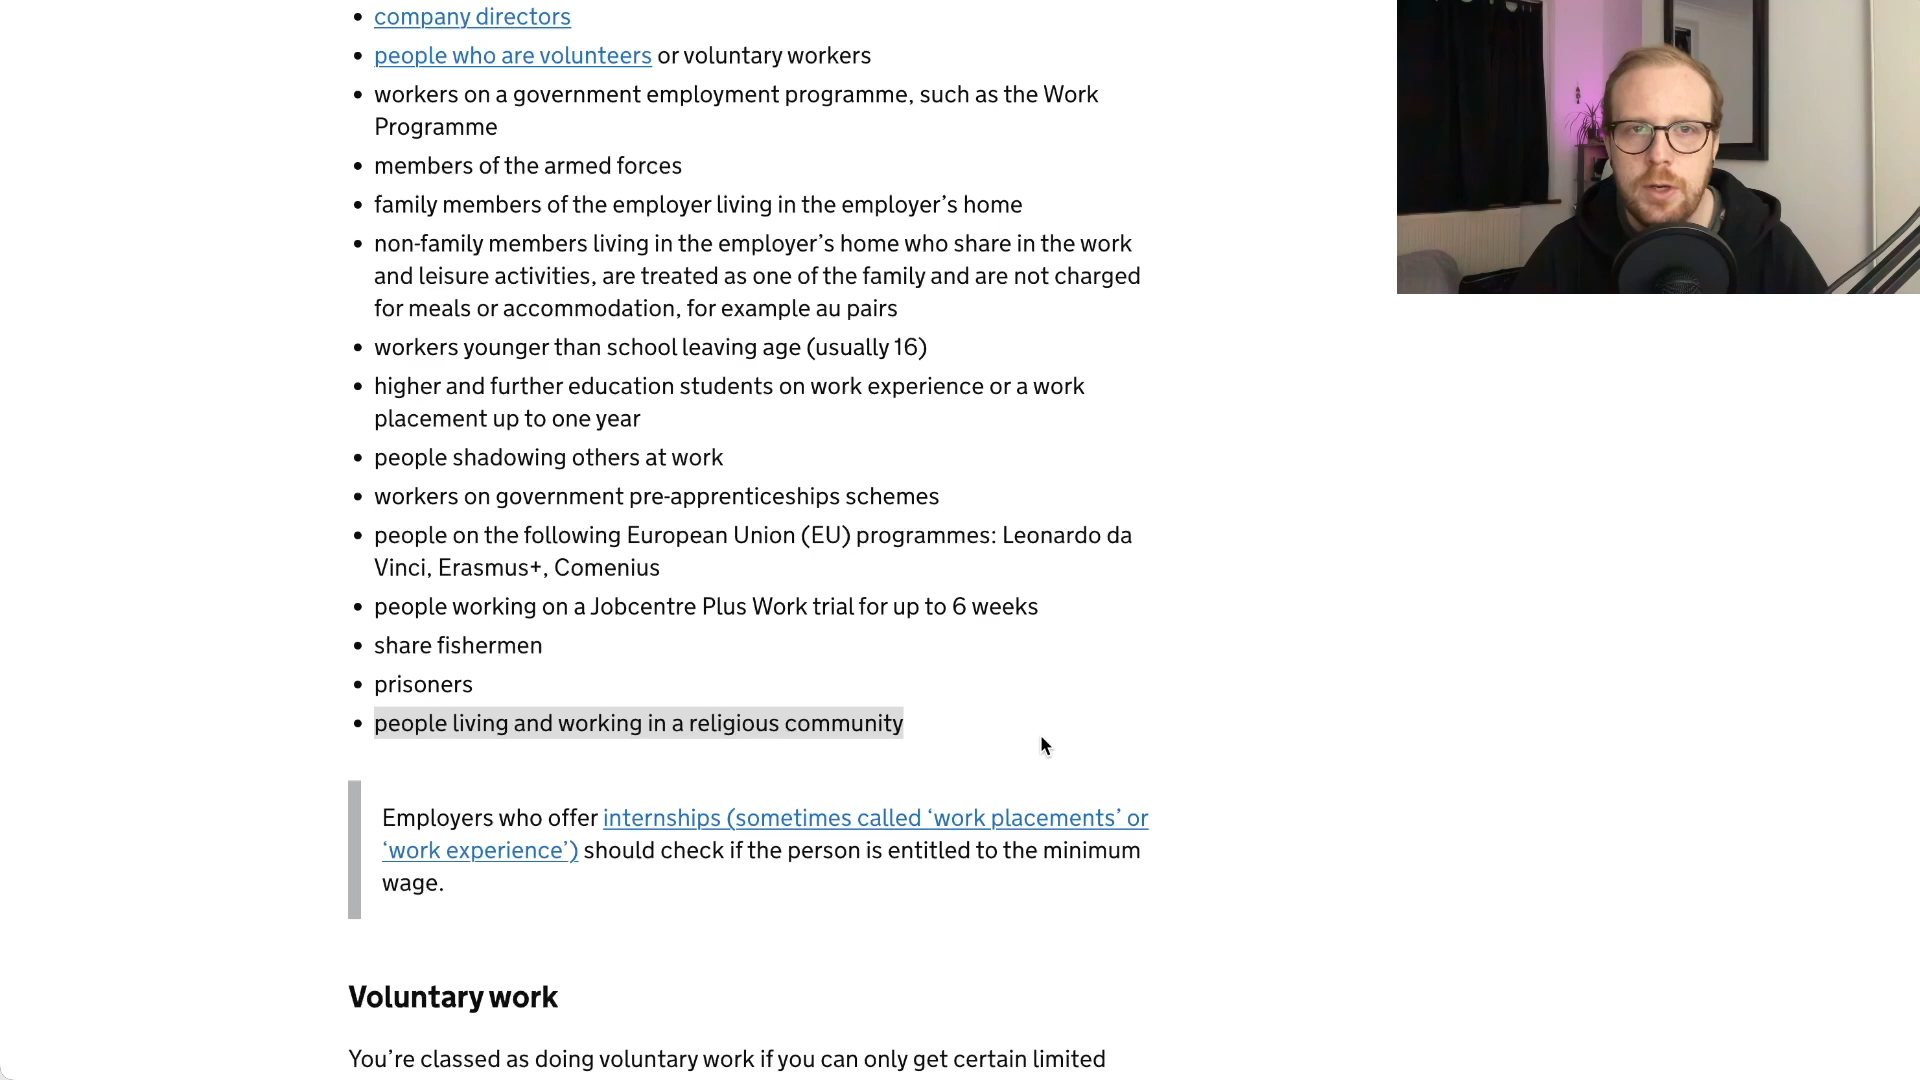 company directors
people who are volunteers or voluntary workers
workers on a government employment programme, such as the Work
Programme
members of the armed forces
family members of the employer living in the employer’s home
non-family members living in the employer’s home who share in the work
and leisure activities, are treated as one of the family and are not charged
for meals or accommodation, for example au pairs
workers younger than school leaving age (usually 16)
higher and further education students on work experience or a work
placement up to one year
people shadowing others at work
workers on government pre-apprenticeships schemes
people on the following European Union (EU) programmes: Leonardo da
Vinci, Erasmus+, Comenius
people working on a Jobcentre Plus Work trial for up to 6 weeks
share fishermen
prisoners
people living and working in a religious community
Employers who offer internships (sometimes called ‘work placements’ or
‘work experience’) should check if the person is entitled to the minimum
wage.
Voluntary work
You’re classed as doing voluntary work if you can only get certain limited